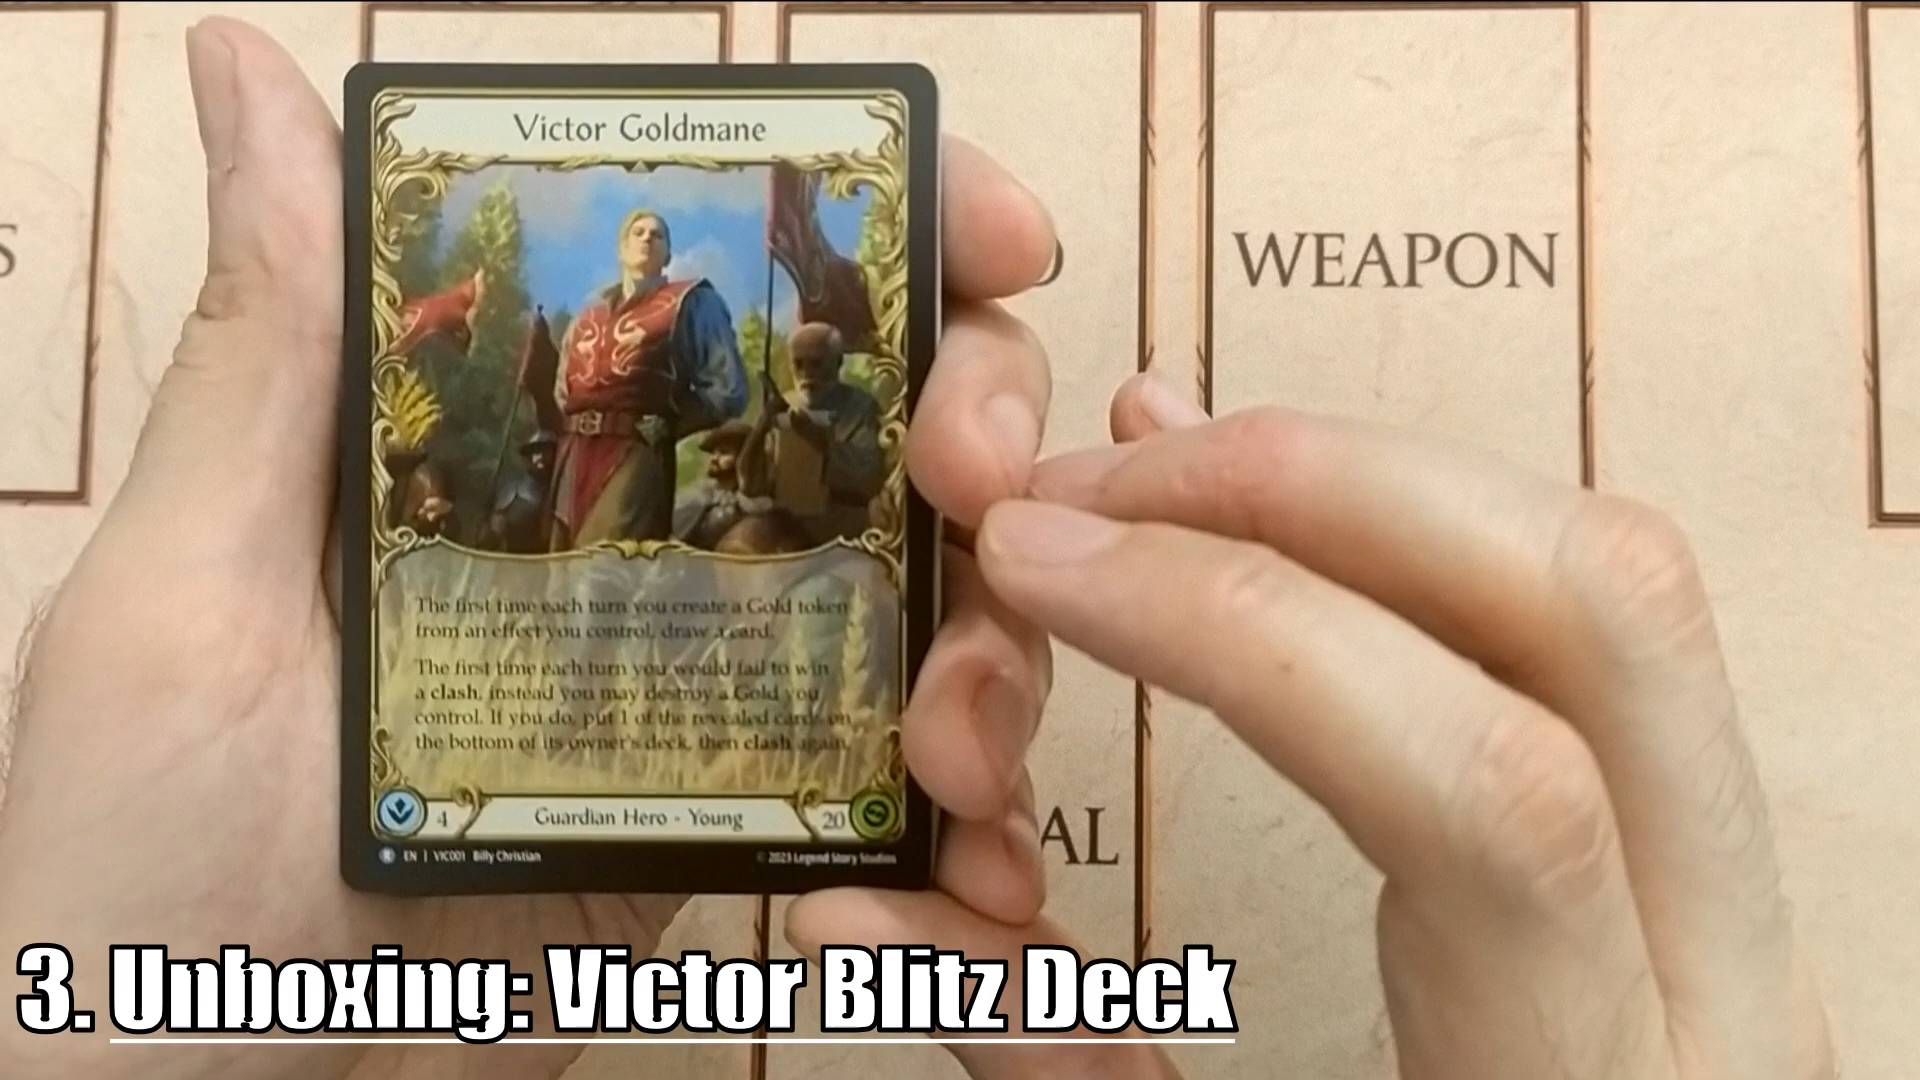 Victor Goldmane
S
D
WEAPON
The first time each turn you create a Gold token
from an effect you control, draw a card.
The first time each turn you would fail to win
a clash, instead you may destroy a Gold you
control. If you do, put 1 of the revealed cards on
the bottom of its owner's deck, then clash again.
4
Guardian Hero - Young
20
AL
R EN | VIC001 Billy Christian
© 2023 Legend Story Studios
3. Unboxing: Victor Blitz Deck